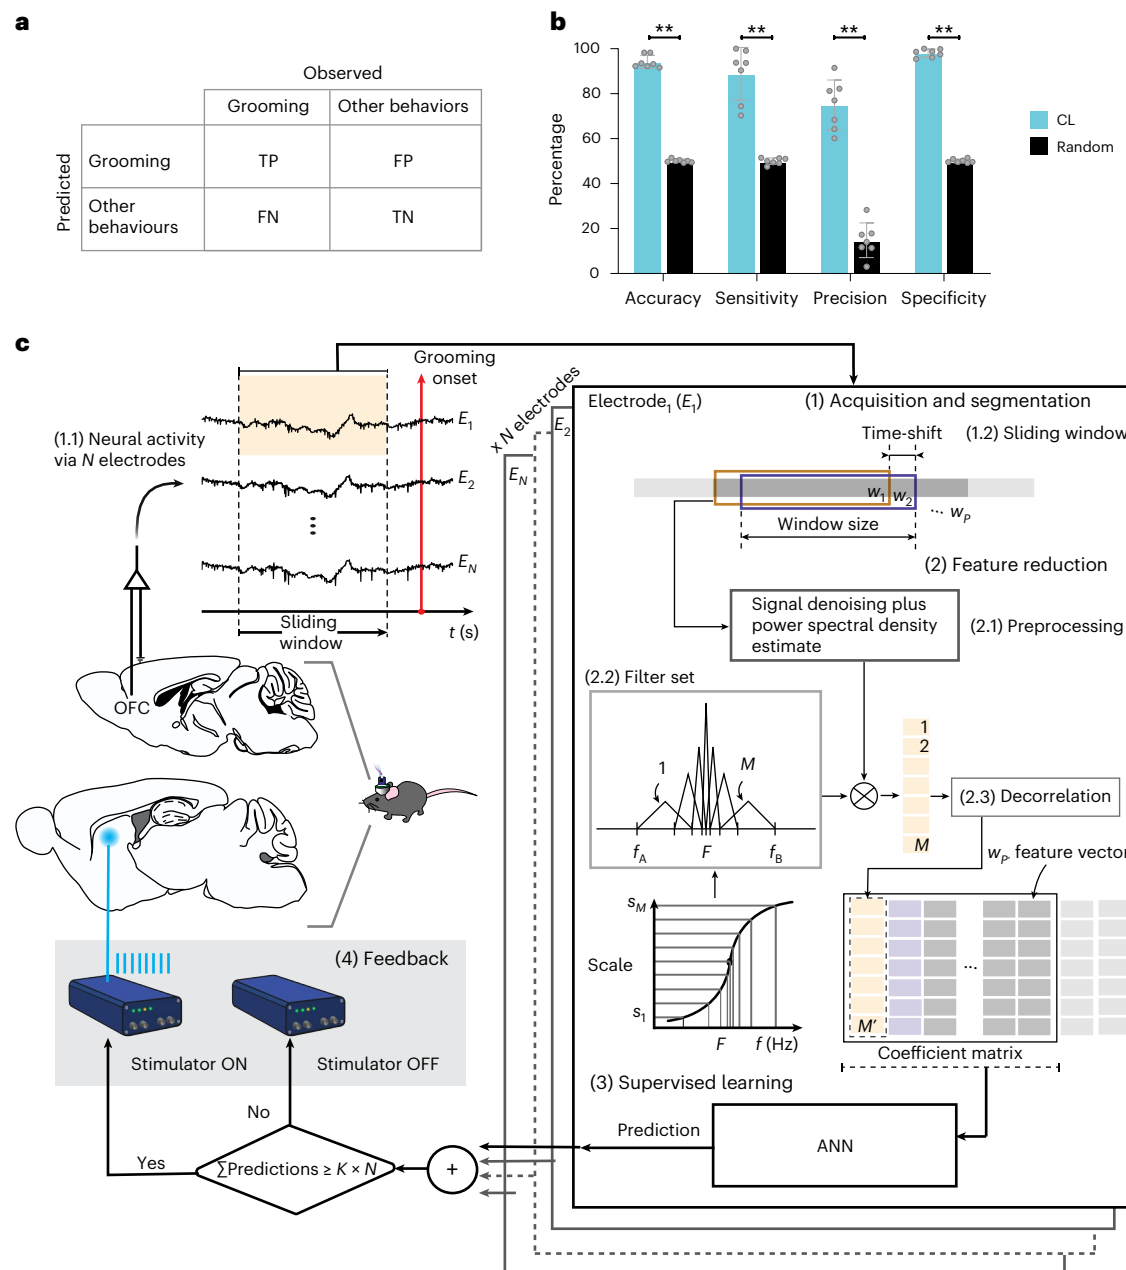 a
Observed
Grooming
Other behaviors
Predicted
Grooming
TP
FP
Other
behaviours
FN
TN
b
**
**
**
**
Percentage
100
80
60
40
20
0
Accuracy
Sensitivity
Precision
Specificity
CL
Random
c
(1.1) Neural activity
via N electrodes
Grooming
onset
E1
E2
EN
t (s)
Sliding
window
OFC
x N electrodes
EN
E2
Electrode1 (E1)
(1) Acquisition and segmentation
Time-shift
(1.2) Sliding window
w1
w2
... wP
Window size
(2) Feature reduction
Signal denoising plus
power spectral density
estimate
(2.1) Preprocessing
(2.2) Filter set
1
M
fA
F
fB
1
2
M
(2.3) Decorrelation
wP, feature vector
sM
Scale
s1
F
f (Hz)
M′
...
Coefficient matrix
(3) Supervised learning
ANN
Prediction
+
∑Predictions ≥ K × N
Yes
No
(4) Feedback
Stimulator ON
Stimulator OFF